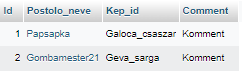 Id Postolo_neve Kep_id Comment
1 Papsapka Galoca_csaszar Komment
2 Gombamester21 Geva_sarga Komment